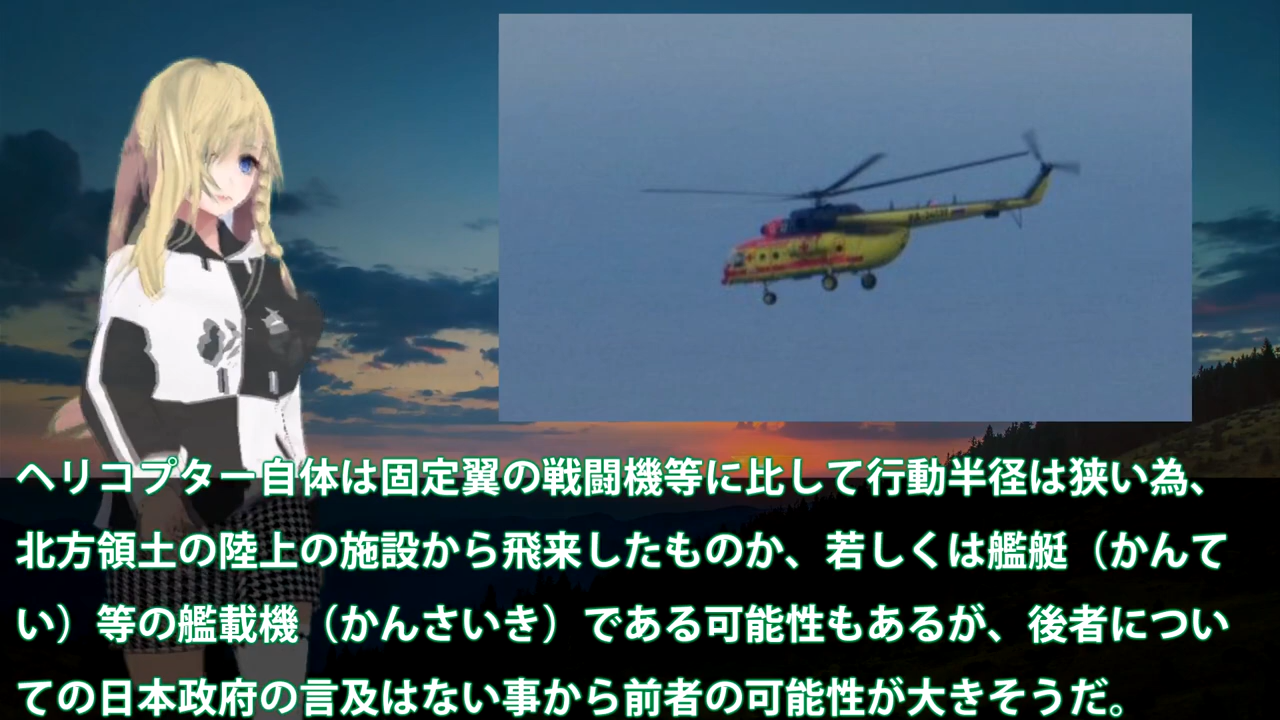 ヘリコプター自体は固定翼の戦闘機等に比して行動半径は狭い為、
北方領土の陸上の施設から飛来したものか、若しくは艦艇（かんて
い）等の艦載機（かんさいき）である可能性もあるが、後者につい
ての日本政府の言及はない事から前者の可能性が大きそうだ。